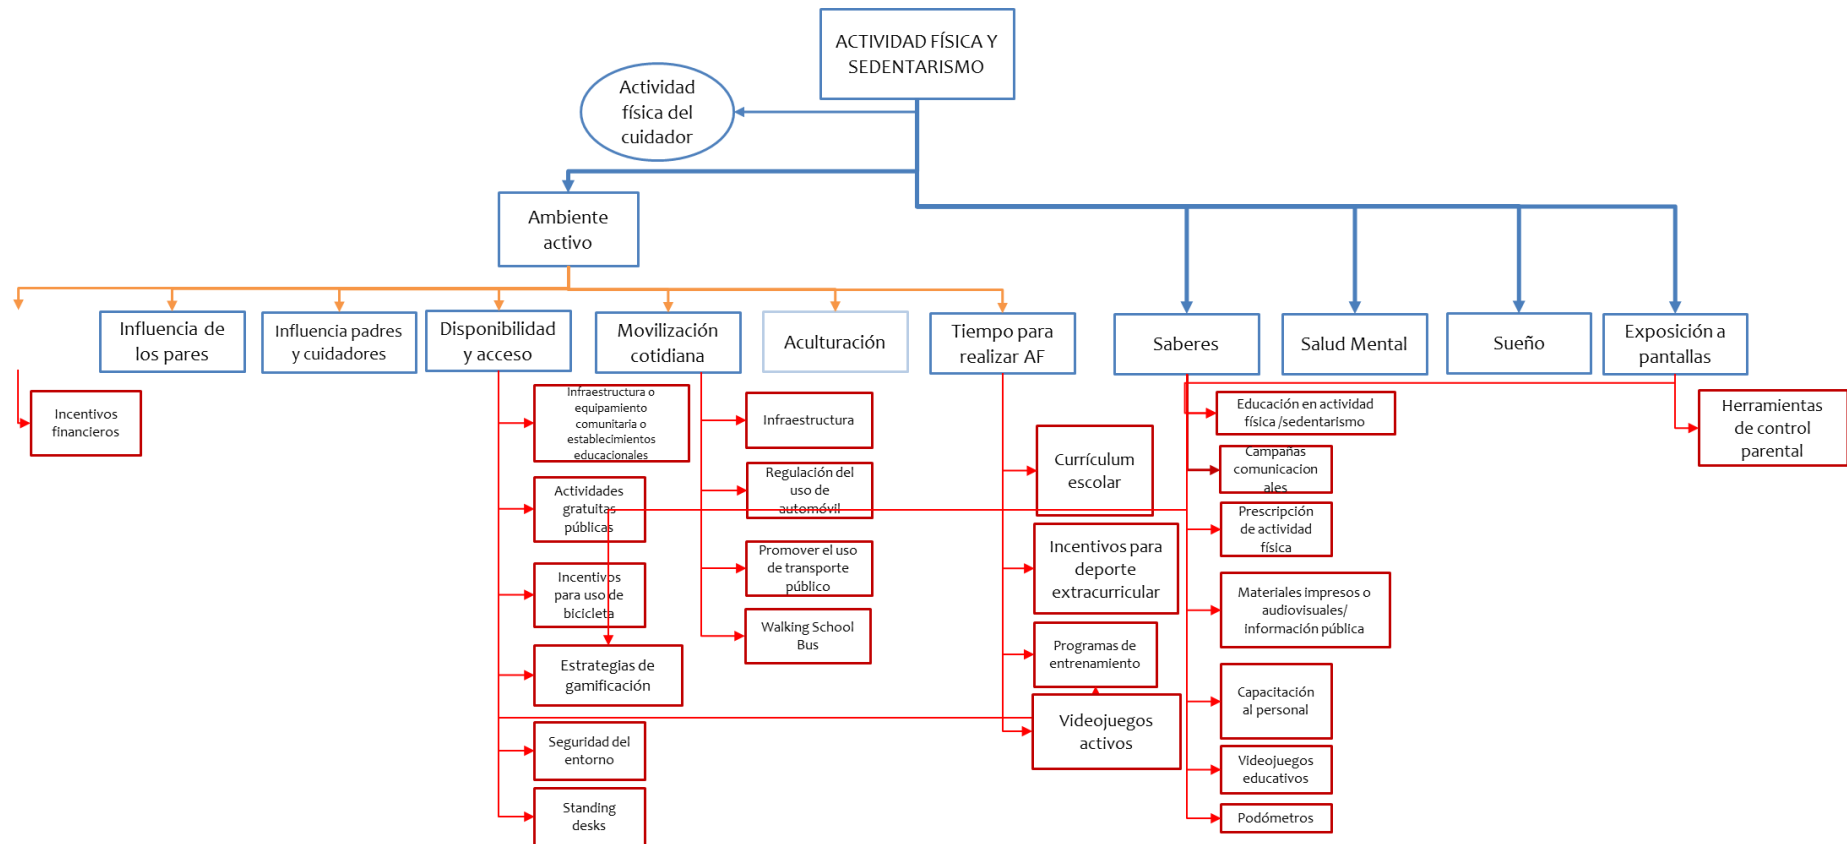 ACTIVIDAD FÍSICA Y
SEDENTARISMO
Actividad
física del
cuidador
Ambiente
activo
Influencia de
los pares
Influencia padres
y cuidadores
Disponibilidad
y acceso
Movilización
cotidiana
Aculturación
Tiempo para
realizar AF
Saberes
Salud Mental
Sueño
Exposición a
pantallas
Incentivos
financieros
Infraestructura o
equipamiento
comunitaria o
establecimientos
educacionales
Actividades
gratuitas
públicas
Incentivos
para uso de
bicicleta
Estrategias de
gamificación
Seguridad del
entorno
Standing
desks
Infraestructura
Regulación del
uso de
automóvil
Promover el uso
de transporte
público
Walking School
Bus
Currículum
escolar
Incentivos para
deporte
extracurricular
Programas de
entrenamiento
Videojuegos
activos
Educación en actividad
física /sedentarismo
Campañas
comunicacion
ales
Prescripción
de actividad
física
Materiales impresos o
audiovisuales/
información pública
Capacitación
al personal
Videojuegos
educativos
Podómetros
Herramientas
de control
parental